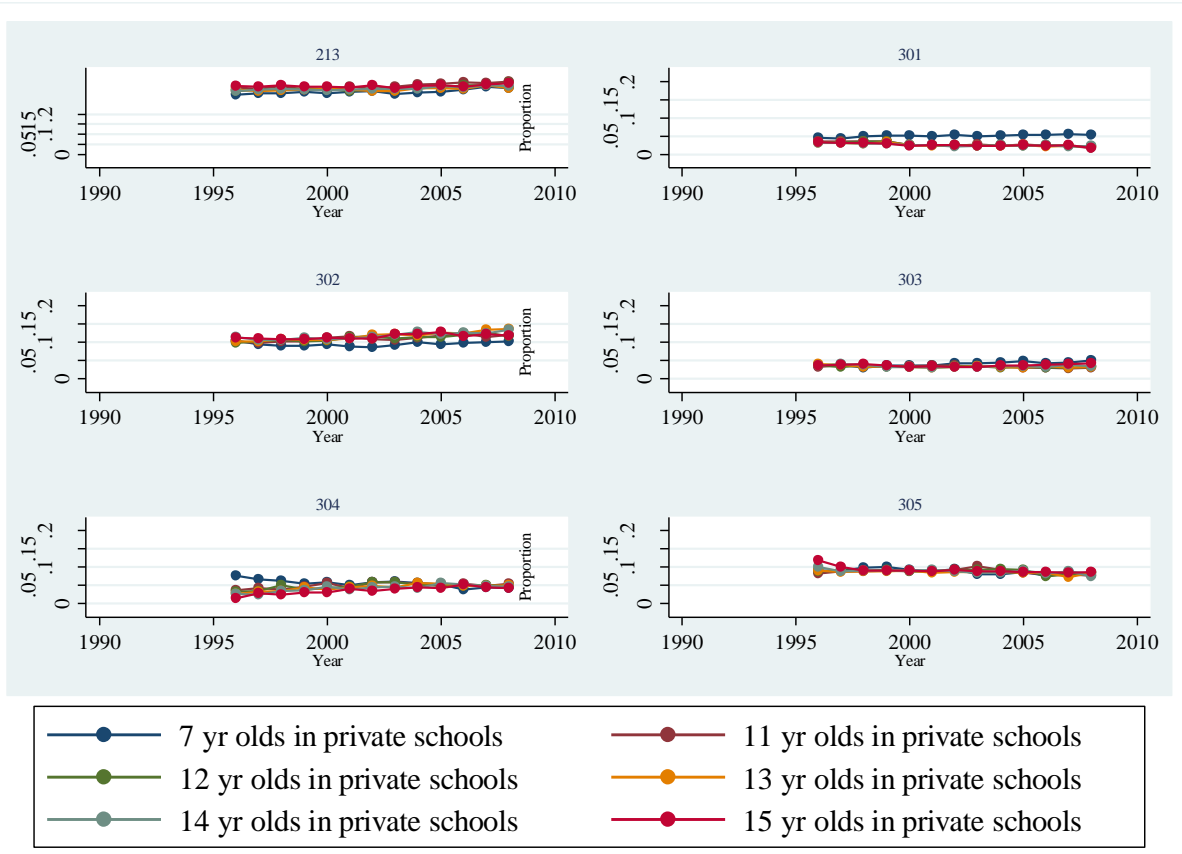 213
301
0 .05 .1 .15 .2
Proportion
0 .05 .1 .15 .2
1990 1995 2000 2005 2010
1990 1995 2000 2005 2010
Year
Year
302
303
0 .05 .1 .15 .2
Proportion
0 .05 .1 .15 .2
1990 1995 2000 2005 2010
1990 1995 2000 2005 2010
Year
Year
304
305
0 .05 .1 .15 .2
Proportion
0 .05 .1 .15 .2
1990 1995 2000 2005 2010
1990 1995 2000 2005 2010
Year
Year
7 yr olds in private schools
11 yr olds in private schools
12 yr olds in private schools
13 yr olds in private schools
14 yr olds in private schools
15 yr olds in private schools